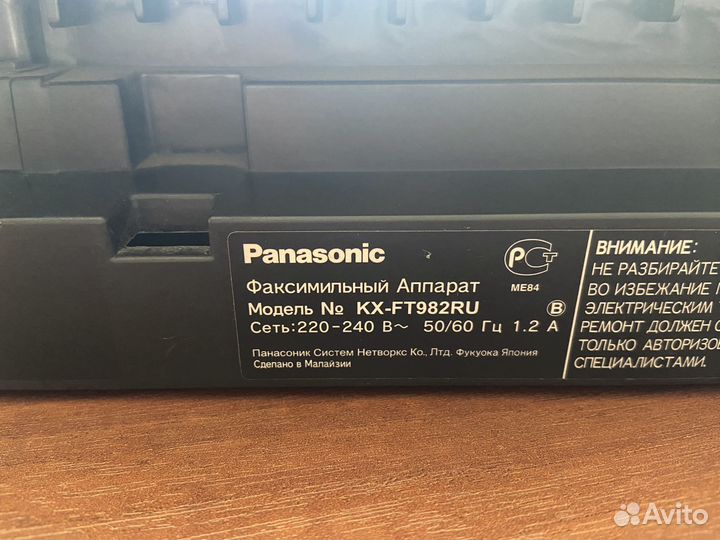 Panasonic
Факсимильный Аппарат
Модель № KX-FT982RU
Сеть:220-240 В~ 50/60 Гц 1.2 А
Панасоник Систем Нетворкс Ко., Лтд. Фукуока Япония
Сделано в Малайзии
РСТ
ME84
B
ВНИМАНИЕ:
НЕ РАЗБИРАЙТЕ
ВО ИЗБЕЖАНИЕ
ЭЛЕКТРИЧЕСКИМ
РЕМОНТ ДОЛЖЕН
ТОЛЬКО АВТОРИЗО
СПЕЦИАЛИСТАМИ.
Avito